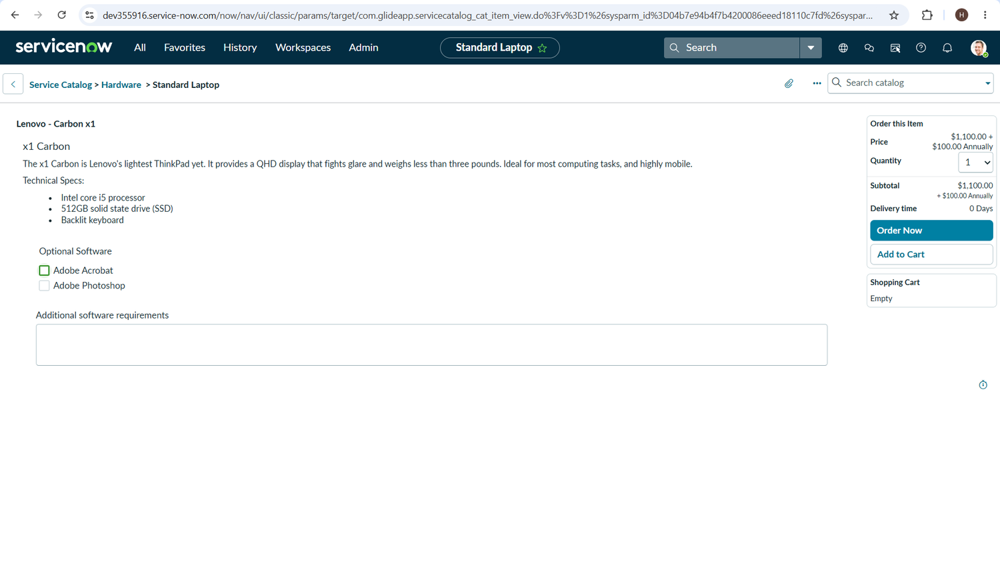 dev355916.service-now.com/now/nav/ui/classic/params/target/com.glideapp.servicecatalog_cat_item_view.do%3Fv%3D1%26sysparm_id%3D04b7e94b4f7b4200086eeed18110c7fd%26syspar...
H
servicenow
All
Favorites
History
Workspaces
Admin
Standard Laptop
Search
Service Catalog > Hardware > Standard Laptop
Search catalog
Lenovo - Carbon x1
x1 Carbon
The x1 Carbon is Lenovo's lightest ThinkPad yet. It provides a QHD display that fights glare and weighs less than three pounds. Ideal for most computing tasks, and highly mobile.
Technical Specs:
• Intel core i5 processor
• 512GB solid state drive (SSD)
• Backlit keyboard
Optional Software
Adobe Acrobat
Adobe Photoshop
Additional software requirements
Order this Item
Price
$1,100.00 +
$100.00 Annually
Quantity
1
Subtotal
$1,100.00
+ $100.00 Annually
Delivery time
0 Days
Order Now
Add to Cart
Shopping Cart
Empty